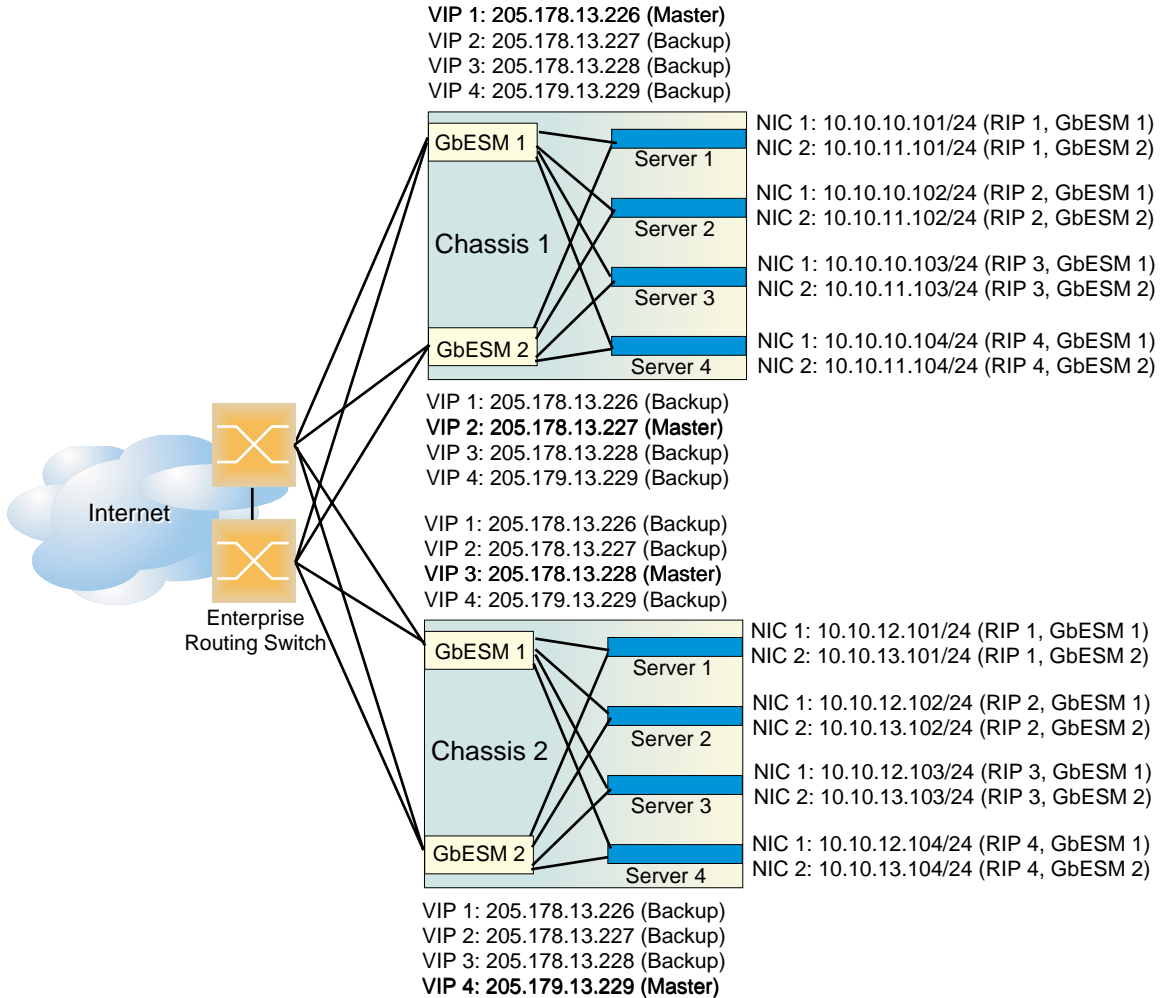 VIP 1: 205.178.13.226 (Master)
VIP 2: 205.178.13.227 (Backup)
VIP 3: 205.178.13.228 (Backup)
VIP 4: 205.179.13.229 (Backup)
GbESM 1
Server 1
NIC 1: 10.10.10.101/24 (RIP 1, GbESM 1)
NIC 2: 10.10.11.101/24 (RIP 1, GbESM 2)
Server 2
NIC 1: 10.10.10.102/24 (RIP 2, GbESM 1)
NIC 2: 10.10.11.102/24 (RIP 2, GbESM 2)
Chassis 1
Server 3
NIC 1: 10.10.10.103/24 (RIP 3, GbESM 1)
NIC 2: 10.10.11.103/24 (RIP 3, GbESM 2)
GbESM 2
Server 4
NIC 1: 10.10.10.104/24 (RIP 4, GbESM 1)
NIC 2: 10.10.11.104/24 (RIP 4, GbESM 2)
VIP 1: 205.178.13.226 (Backup)
VIP 2: 205.178.13.227 (Master)
VIP 3: 205.178.13.228 (Backup)
VIP 4: 205.179.13.229 (Backup)
Internet
Enterprise
Routing Switch
VIP 1: 205.178.13.226 (Backup)
VIP 2: 205.178.13.227 (Backup)
VIP 3: 205.178.13.228 (Master)
VIP 4: 205.179.13.229 (Backup)
GbESM 1
Server 1
NIC 1: 10.10.12.101/24 (RIP 1, GbESM 1)
NIC 2: 10.10.13.101/24 (RIP 1, GbESM 2)
Server 2
NIC 1: 10.10.12.102/24 (RIP 2, GbESM 1)
NIC 2: 10.10.13.102/24 (RIP 2, GbESM 2)
Chassis 2
Server 3
NIC 1: 10.10.12.103/24 (RIP 3, GbESM 1)
NIC 2: 10.10.13.103/24 (RIP 3, GbESM 2)
GbESM 2
Server 4
NIC 1: 10.10.12.104/24 (RIP 4, GbESM 1)
NIC 2: 10.10.13.104/24 (RIP 4, GbESM 2)
VIP 1: 205.178.13.226 (Backup)
VIP 2: 205.178.13.227 (Backup)
VIP 3: 205.178.13.228 (Backup)
VIP 4: 205.179.13.229 (Master)